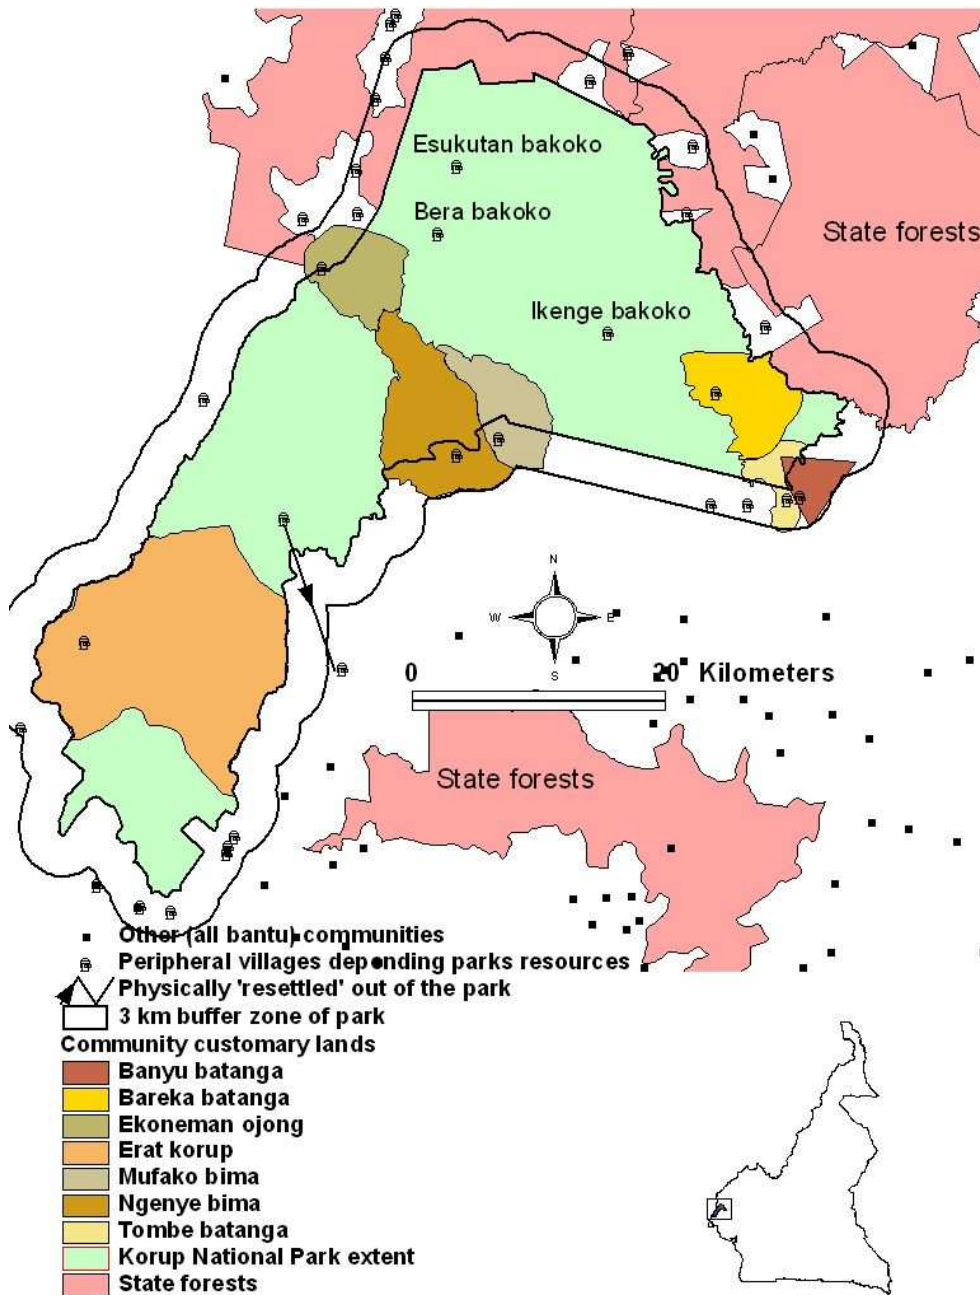 Esukutan bakoko
Bera bakoko
State forests
Ikenge bakoko
N
W E
S
0 20 Kilometers
State forests
Other (all bantu) communities
Peripheral villages depending parks resources
Physically 'resettled' out of the park
3 km buffer zone of park
Community customary lands
Banyu batanga
Bareka batanga
Ekoneman ojong
Erat korup
Mufako bima
Ngenye bima
Tombe batanga
Korup National Park extent
State forests